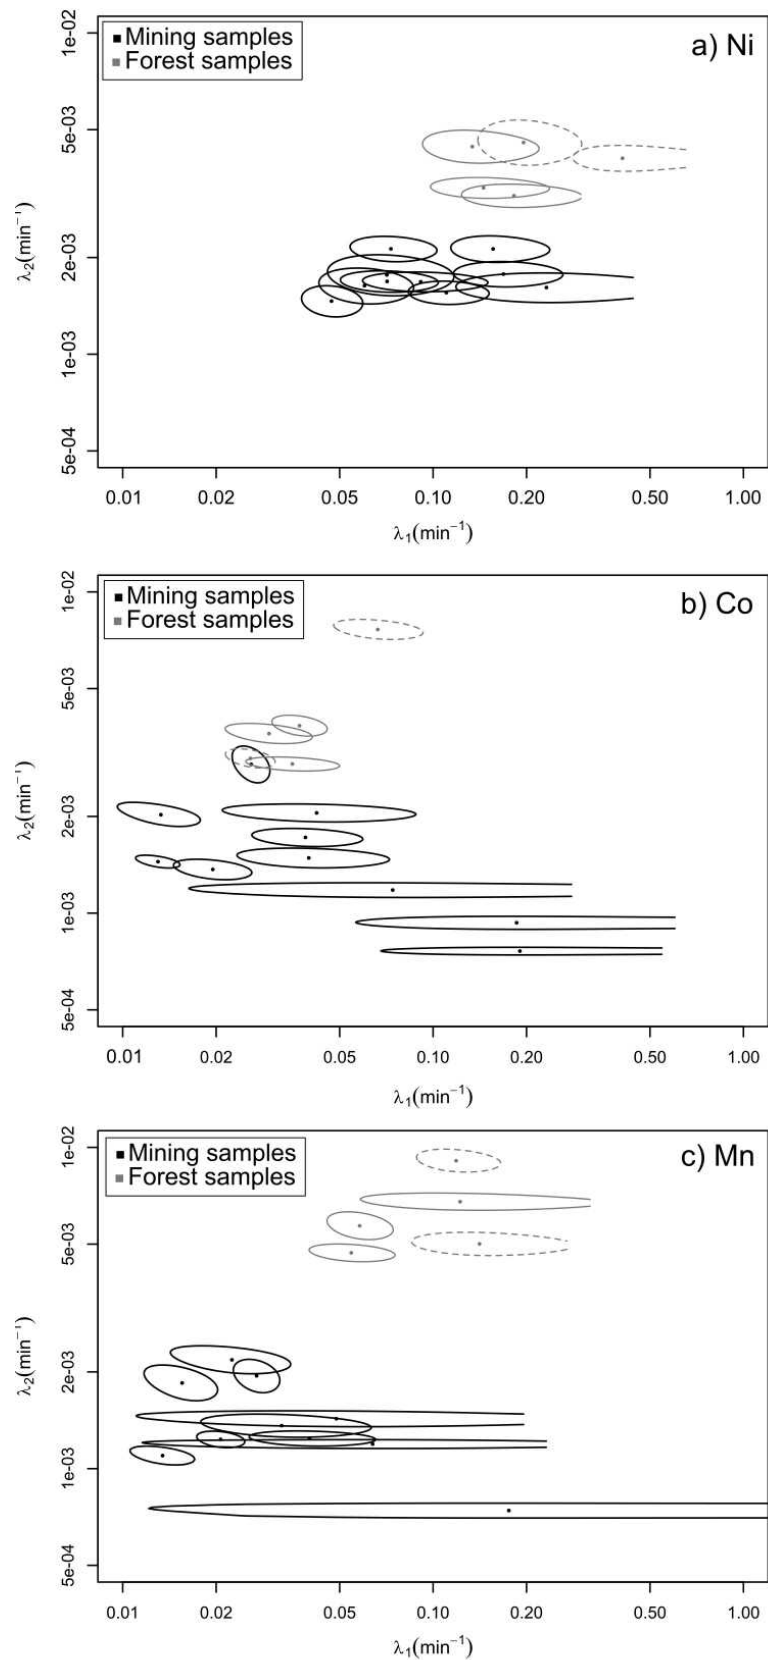 Mining samples
Forest samples
a) Ni
1e-02
5e-03
2e-03
1e-03
5e-04
λ₂(min⁻¹)
0.01 0.02 0.05 0.10 0.20 0.50 1.00
λ₁(min⁻¹)
Mining samples
Forest samples
b) Co
1e-02
5e-03
2e-03
1e-03
5e-04
λ₂(min⁻¹)
0.01 0.02 0.05 0.10 0.20 0.50 1.00
λ₁(min⁻¹)
Mining samples
Forest samples
c) Mn
1e-02
5e-03
2e-03
1e-03
5e-04
λ₂(min⁻¹)
0.01 0.02 0.05 0.10 0.20 0.50 1.00
λ₁(min⁻¹)